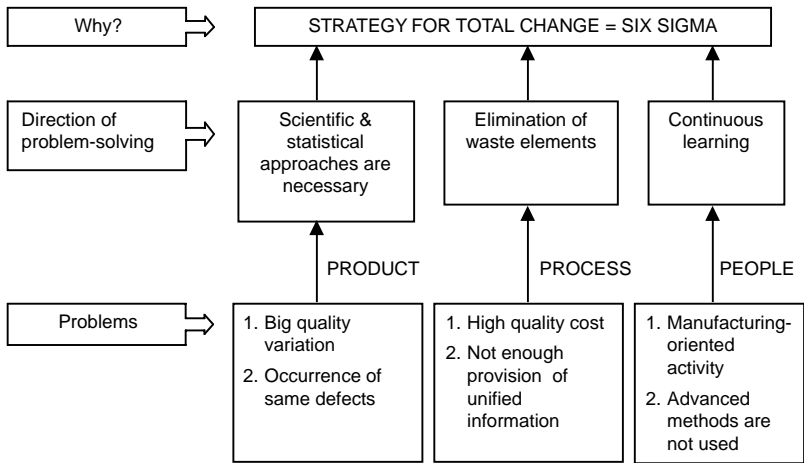 Why?
STRATEGY FOR TOTAL CHANGE = SIX SIGMA
Direction of
problem-solving
Scientific &
statistical
approaches are
necessary
Elimination of
waste elements
Continuous
learning
PRODUCT
PROCESS
PEOPLE
Problems
1. Big quality
variation
2. Occurrence of
same defects
1. High quality cost
2. Not enough
provision of
unified
information
1. Manufacturing-
oriented
activity
2. Advanced
methods are
not used